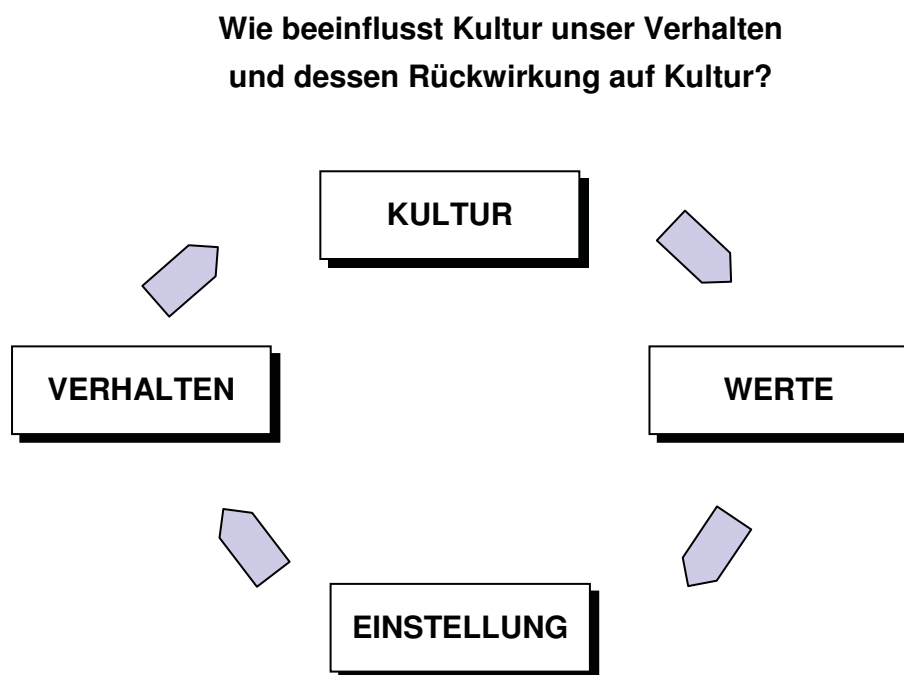 Wie beeinflusst Kultur unser Verhalten
und dessen Rückwirkung auf Kultur?
KULTUR
VERHALTEN
WERTE
EINSTELLUNG